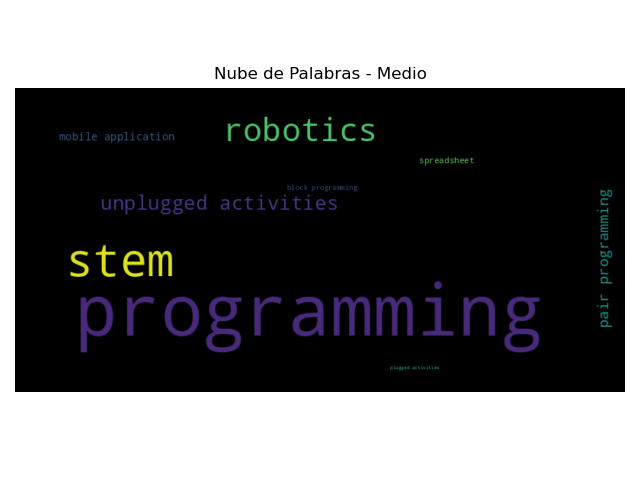 Nube de Palabras - Medio
robotics
mobile application
spreadsheet
block programming
unplugged activities
pair programming
stem
programming
plugged activities